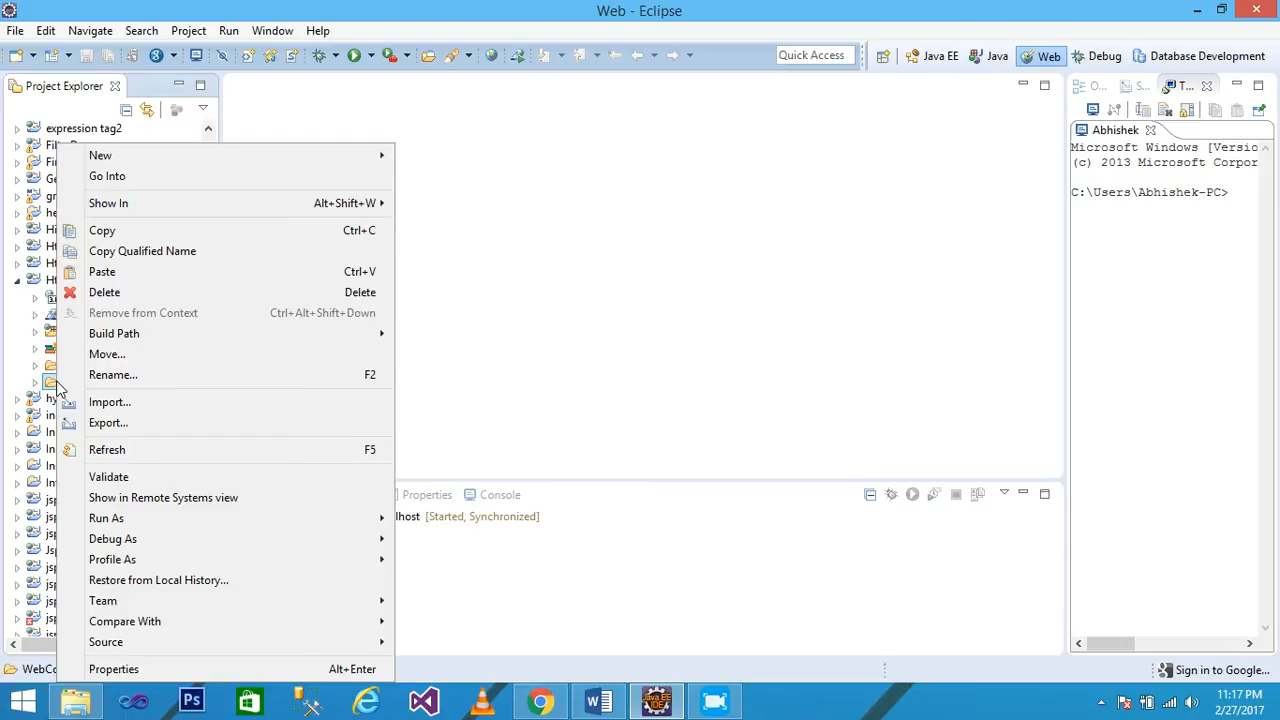 Web - Eclipse
File Edit Navigate Search Project Run Window Help
Quick Access
Java EE
Java
Web
Debug
Database Development
Project Explorer
O...
S...
T...
expression tag2
Abhishek
Microsoft Windows [Versio
(c) 2013 Microsoft Corpor
C:\Users\Abhishek-PC>
New
Go Into
Show In Alt+Shift+W
Copy Ctrl+C
Copy Qualified Name
Paste Ctrl+V
Delete Delete
Remove from Context Ctrl+Alt+Shift+Down
Build Path
Move...
Rename... F2
Import...
Export...
Refresh F5
Validate
Show in Remote Systems view
Run As
Debug As
Profile As
Restore from Local History...
Team
Compare With
Source
Properties Alt+Enter
Properties
Console
lhost [Started, Synchronized]
WebCo
Sign in to Google...
11:17 PM
2/27/2017